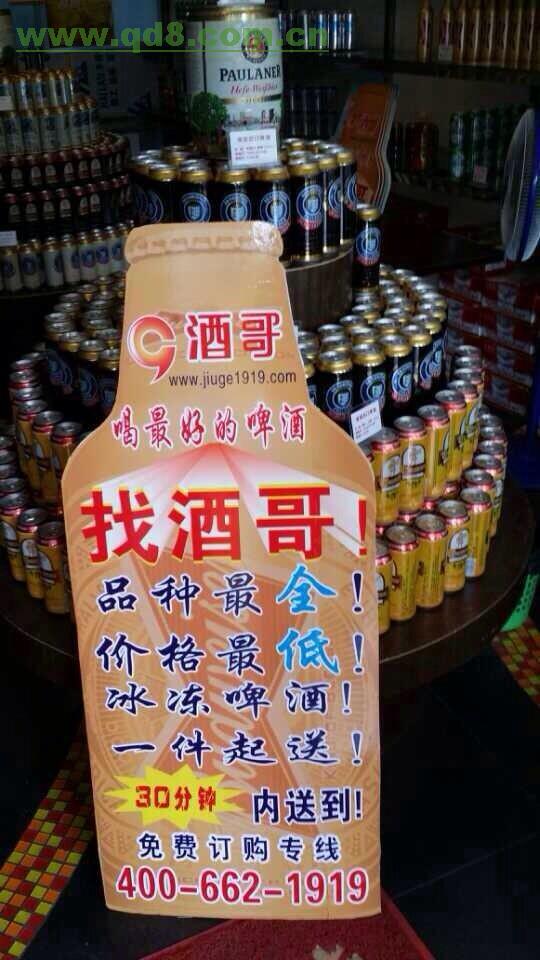 www.qd8.com.cn
PAULANER
Hefe-Weißbier
酒哥
www.jiuge1919.com
喝最好的啤酒
找酒哥!
品种最全!
价格最低!
冰冻啤酒!
一件起送!
30分钟内送到!
免费订购专线
400-662-1919